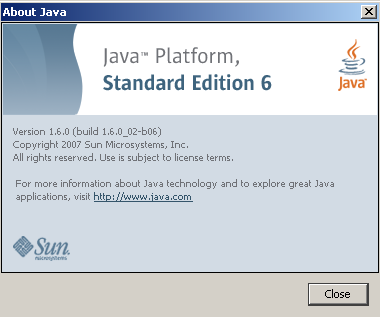 About Java
Java™ Platform,
Standard Edition 6
Java™
Version 1.6.0 (build 1.6.0_02-b06)
Copyright 2007 Sun Microsystems, Inc.
All rights reserved. Use is subject to license terms.
For more information about Java technology and to explore great Java
applications, visit http://www.java.com
Sun
microsystems
Close